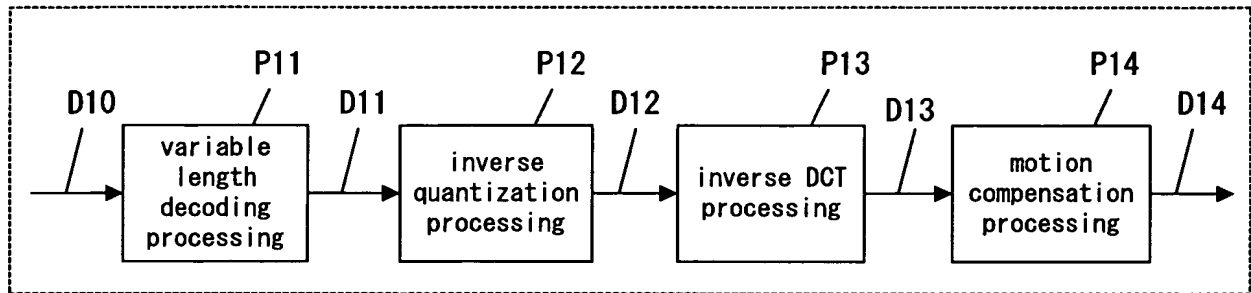 P11
P12
P13
P14
D10
D11
D12
D13
D14
variable
length
decoding
processing
inverse
quantization
processing
inverse DCT
processing
motion
compensation
processing